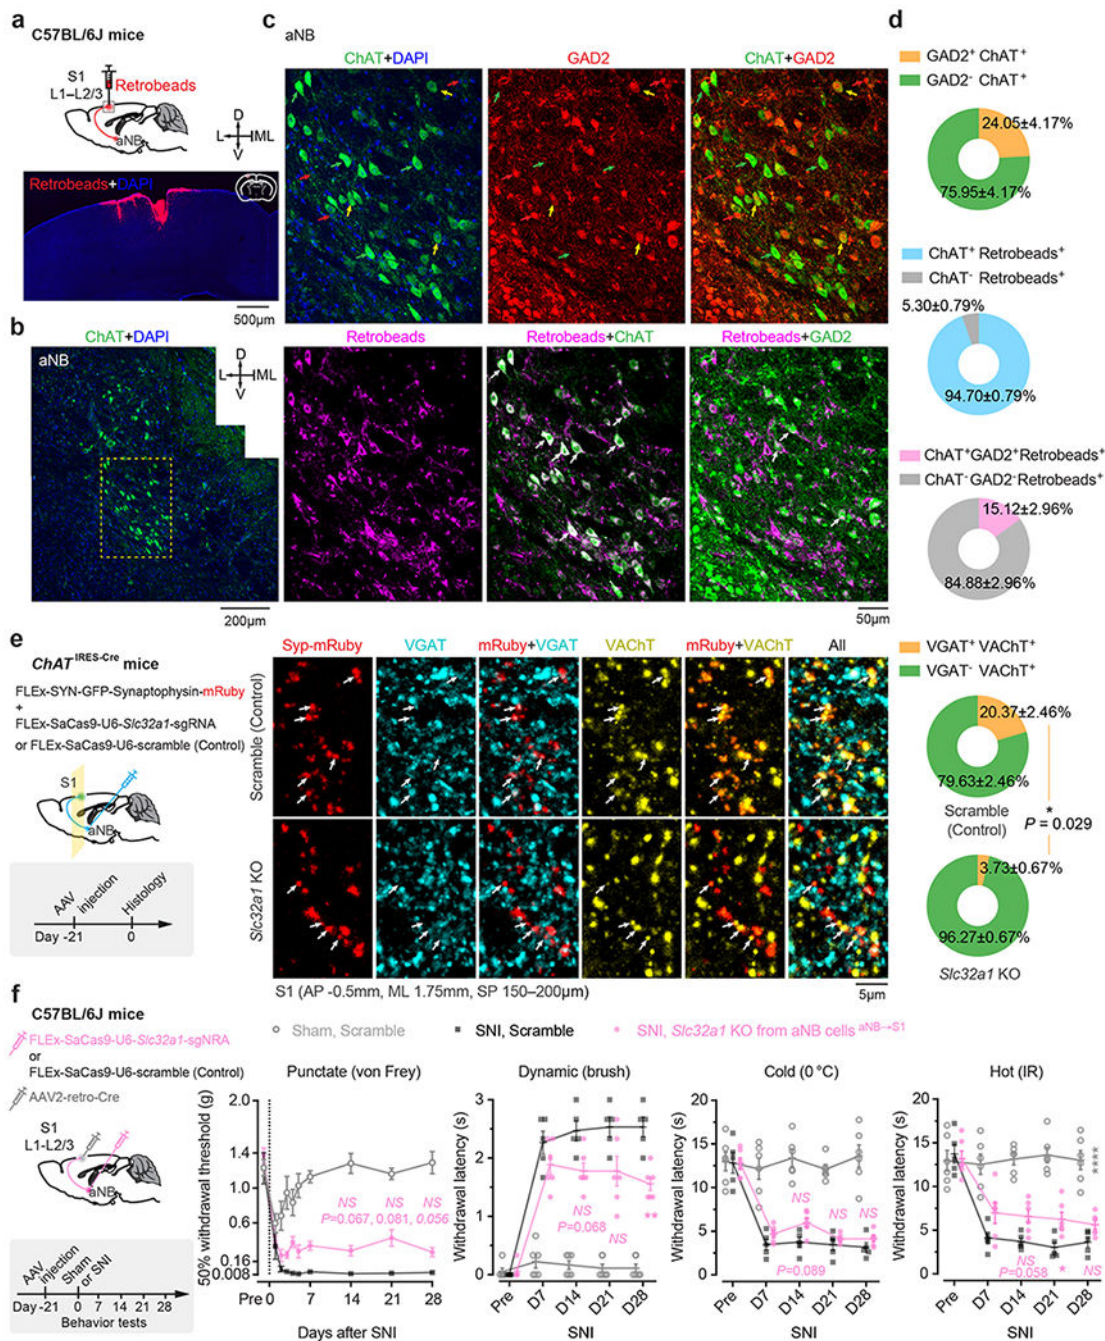 a
C57BL/6J mice
S1
L1–L2/3
Retrobeads
aNB
D
L
ML
V
Retrobeads+DAPI
500µm
b
ChAT+DAPI
aNB
D
L
ML
V
200µm
Retrobeads
Retrobeads+ChAT
Retrobeads+GAD2
50µm
c
aNB
ChAT+DAPI
GAD2
ChAT+GAD2
d
GAD2+ ChAT+
GAD2- ChAT+
24.05±4.17%
75.95±4.17%
ChAT+ Retrobeads+
ChAT- Retrobeads+
5.30±0.79%
94.70±0.79%
ChAT+GAD2+Retrobeads+
ChAT-GAD2-Retrobeads+
15.12±2.96%
84.88±2.96%
e
ChAT IRES-Cre mice
FLEx-SYN-GFP-Synaptophysin-mRuby
+
FLEx-SaCas9-U6-Slc32a1-sgRNA
or FLEx-SaCas9-U6-scramble (Control)
S1
aNB
AAV injection
Histology
Day -21
0
Syp-mRuby
VGAT
mRuby+VGAT
VAChT
mRuby+VAChT
All
Scramble (Control)
Slc32a1 KO
S1 (AP -0.5mm, ML 1.75mm, SP 150–200µm)
5µm
VGAT+ VAChT+
VGAT- VAChT+
20.37±2.46%
79.63±2.46%
Scramble
(Control)
*
P = 0.029
3.73±0.67%
96.27±0.67%
Slc32a1 KO
f
C57BL/6J mice
FLEx-SaCas9-U6-Slc32a1-sgNRA
or
FLEx-SaCas9-U6-scramble (Control)
AAV2-retro-Cre
S1
L1-L2/3
aNB
AAV injection
Sham or SNI
Day -21 0 7 14 21 28
Behavior tests
Sham, Scramble
SNI, Scramble
SNI, Slc32a1 KO from aNB cells aNB→S1
Punctate (von Frey)
50% withdrawal threshold (g)
2.0
1.4
1.0
0.6
0.16
0.008
NS NS NS
P=0.067, 0.081, 0.056
Pre 0 7 14 21 28
Days after SNI
Dynamic (brush)
Withdrawal latency (s)
3
2
1
0
NS
P=0.068
NS
**
Pre D7 D14 D21 D28
SNI
Cold (0 °C)
Withdrawal latency (s)
20
15
10
5
0
NS
NS
NS
P=0.089
Pre D7 D14 D21 D28
SNI
Hot (IR)
Withdrawal latency (s)
20
15
10
5
0
****
NS
P=0.058
*
NS
Pre D7 D14 D21 D28
SNI